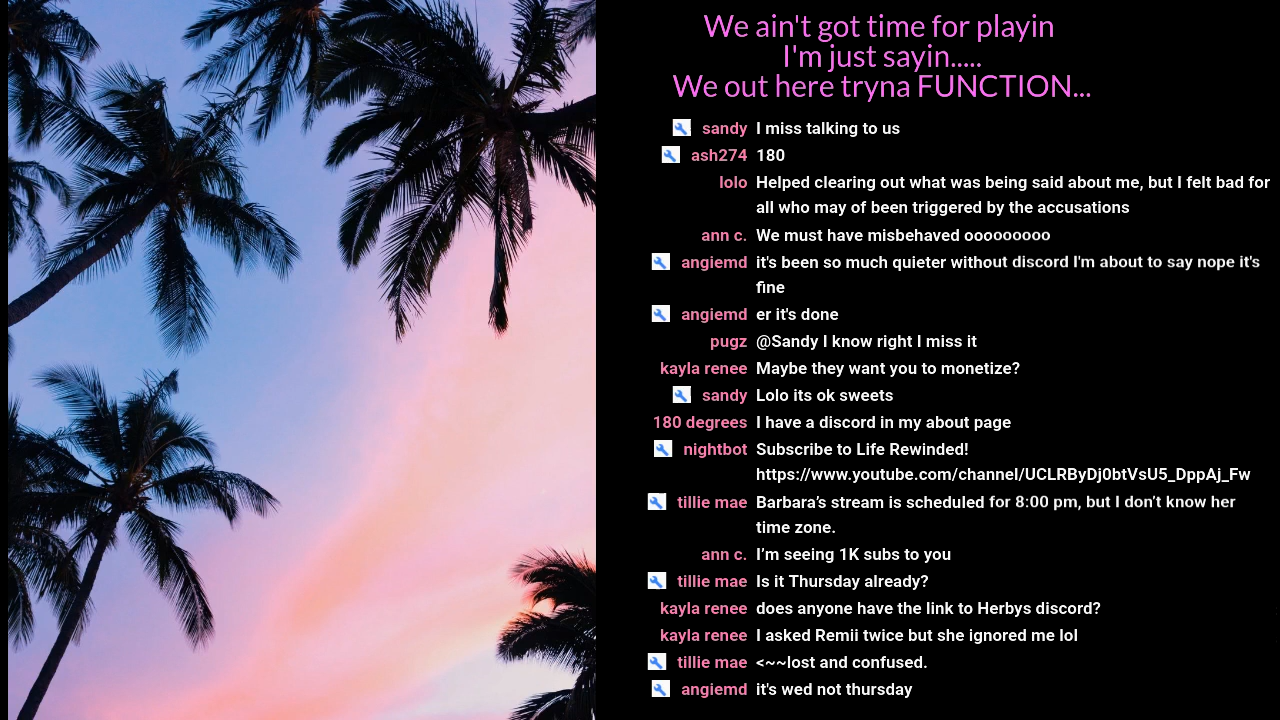 We ain't got time for playin
I'm just sayin.....
We out here tryna FUNCTION...
sandy I miss talking to us
ash274 180
lolo Helped clearing out what was being said about me, but I felt bad for
all who may of been triggered by the accusations
ann c. We must have misbehaved oooooooo
angiemd it's been so much quieter without discord I'm about to say nope it's
fine
angiemd er it's done
pugz @Sandy I know right I miss it
kayla renee Maybe they want you to monetize?
sandy Lolo its ok sweets
180 degrees I have a discord in my about page
nightbot Subscribe to Life Rewinded!
https://www.youtube.com/channel/UCLRByDj0btVsU5_DppAj_Fw
tillie mae Barbara’s stream is scheduled for 8:00 pm, but I don’t know her
time zone.
ann c. I’m seeing 1K subs to you
tillie mae Is it Thursday already?
kayla renee does anyone have the link to Herbys discord?
kayla renee I asked Remii twice but she ignored me lol
tillie mae <~~lost and confused.
angiemd it's wed not thursday